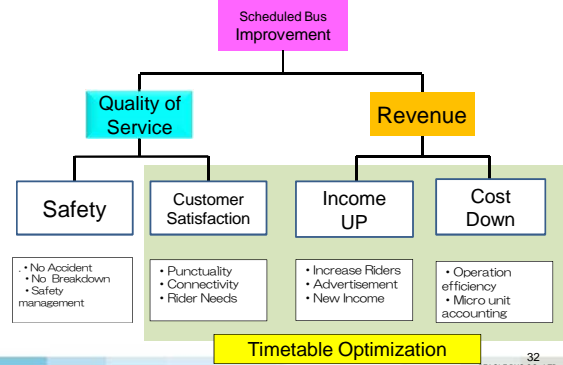 Scheduled Bus
Improvement
Quality of
Service
Revenue
Safety
Customer
Satisfaction
Income
UP
Cost
Down
. • No Accident
• No Breakdown
• Safety
management
• Punctuality
• Connectivity
• Rider Needs
• Increase Riders
• Advertisement
• New Income
• Operation
efficiency
• Micro unit
accounting
Timetable Optimization
32